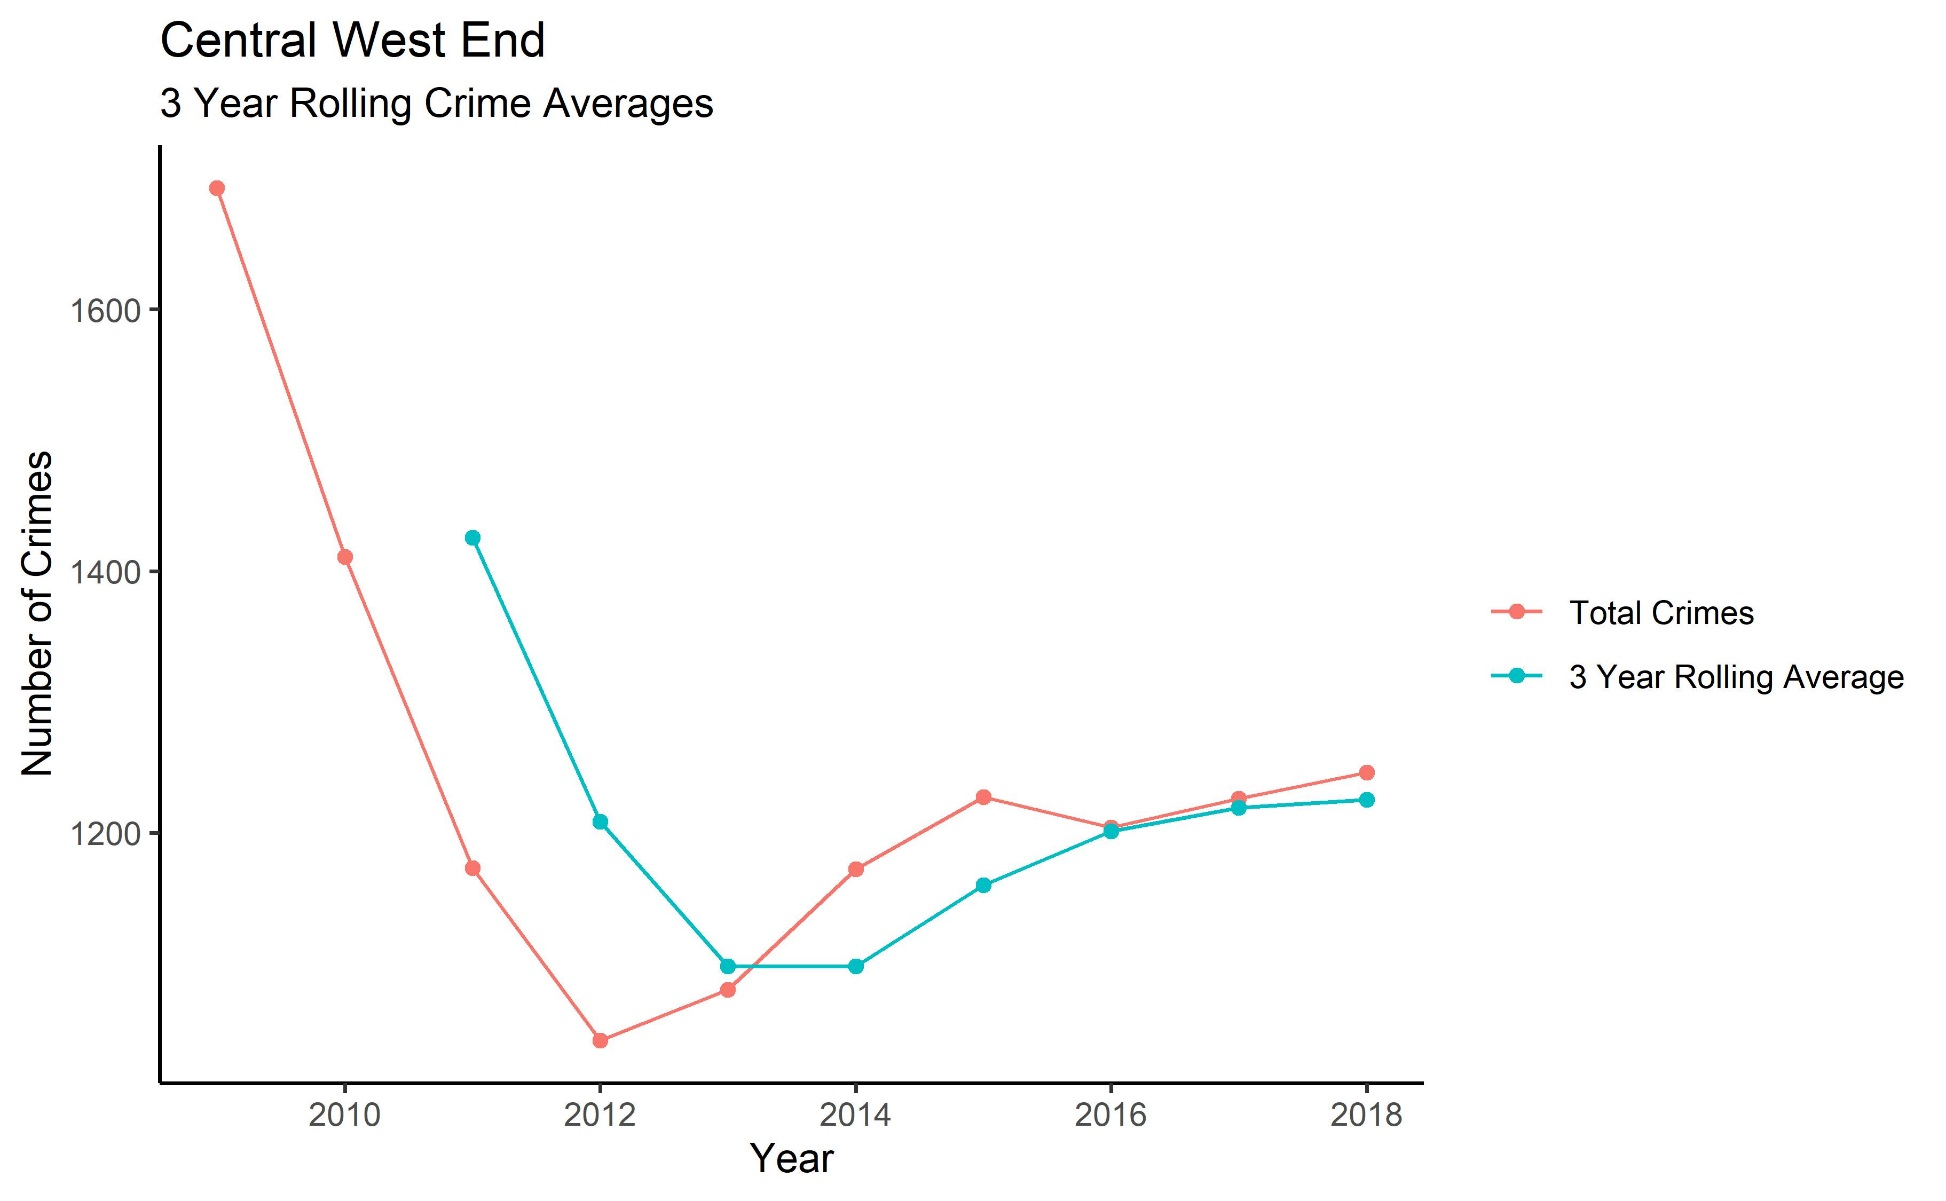 Central West End
3 Year Rolling Crime Averages
Number of Crimes
1600
1400
1200
2010
2012
2014
2016
2018
Year
Total Crimes
3 Year Rolling Average